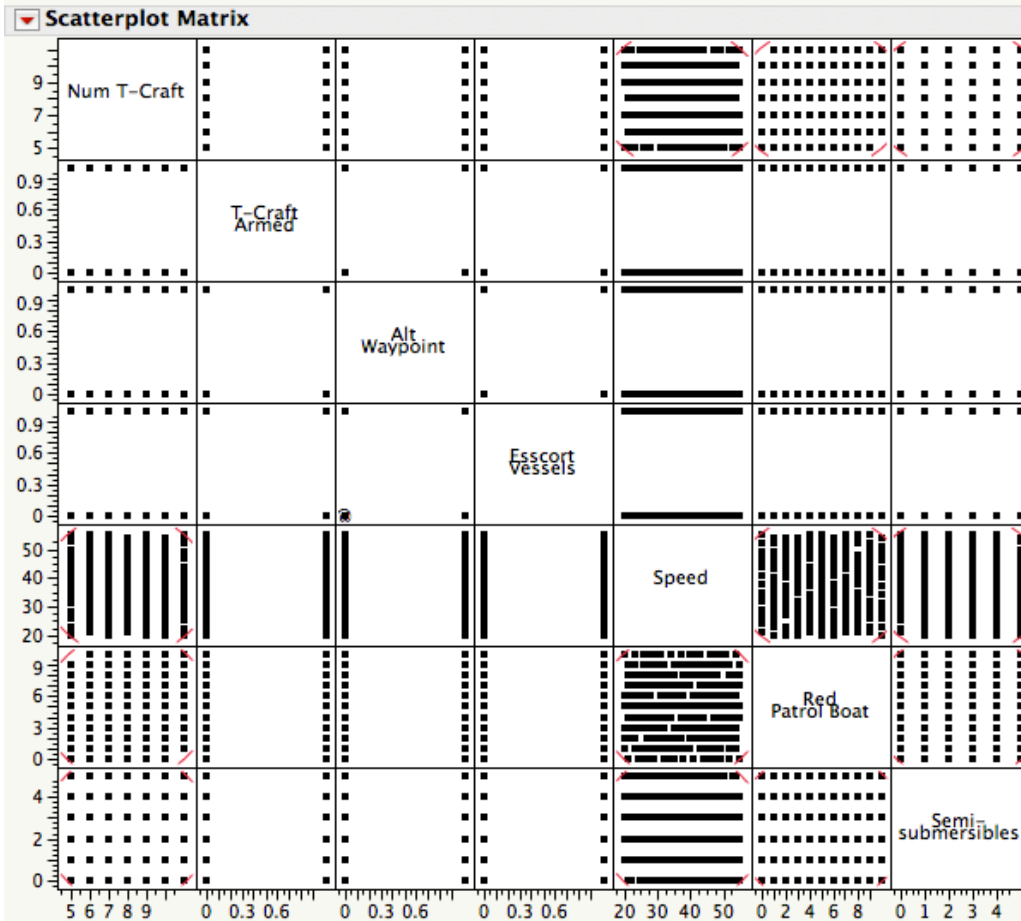 Scatterplot Matrix
9
7
5
Num T-Craft
0.9
0.6
0.3
0
T-Craft
Armed
0.9
0.6
0.3
0
Alt
Waypoint
0.9
0.6
0.3
0
Esscort
Vessels
50
40
30
20
Speed
9
6
3
0
Red
Patrol Boat
4
2
0
Semi-
submersibles
5 6 7 8 9 0 0.3 0.6 0 0.3 0.6 0 0.3 0.6 20 30 40 50 0 2 4 6 8 0 1 2 3 4